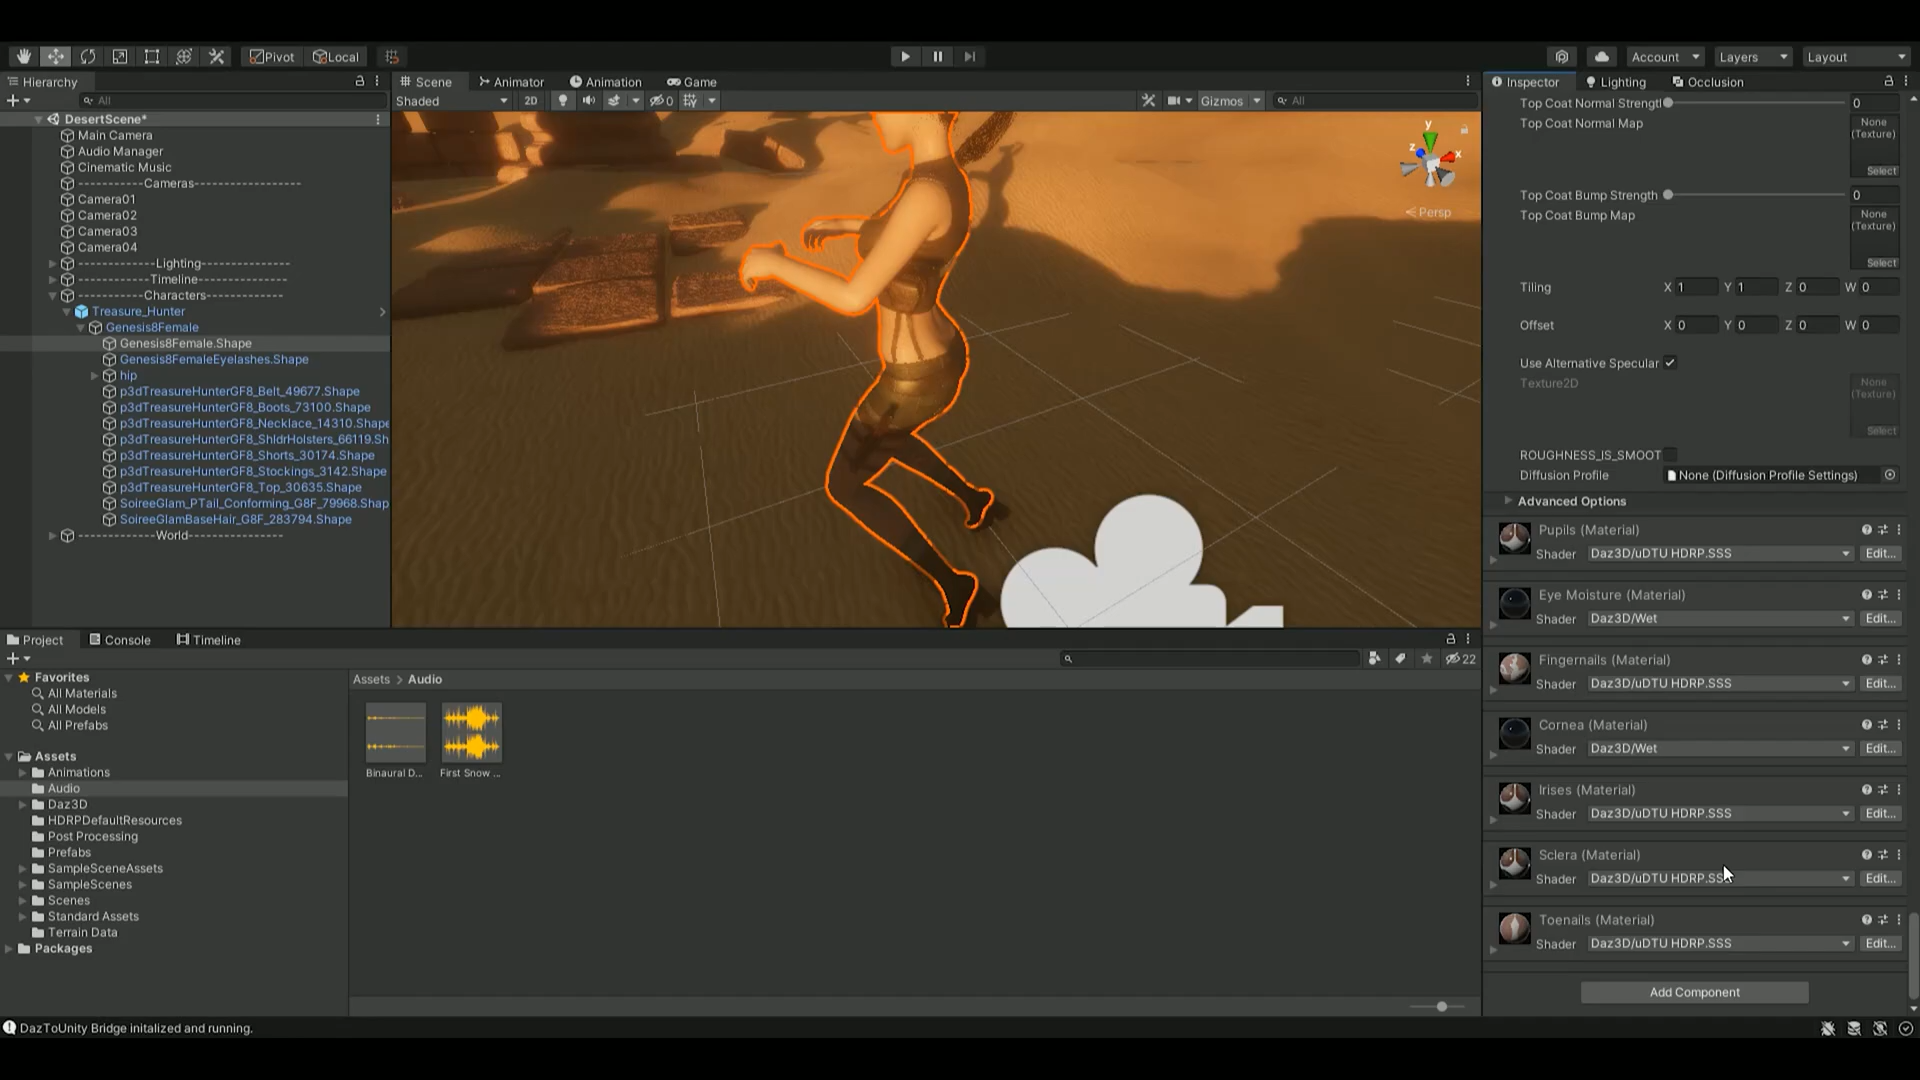 Pivot
Local
Account
Layers
Layout
Hierarchy
All
Scene
Animator
Animation
Game
Shaded
2D
0
Gizmos
All
DesertScene*
Main Camera
Audio Manager
Cinematic Music
-----------Cameras-----------------
Camera01
Camera02
Camera03
Camera04
------------Lighting--------------
------------Timeline--------------
------------Characters------------
Treasure_Hunter
Genesis8Female
Genesis8Female.Shape
Genesis8FemaleEyelashes.Shape
hip
p3dTreasureHunterGF8_Belt_49677.Shape
p3dTreasureHunterGF8_Boots_73100.Shape
p3dTreasureHunterGF8_Necklace_14310.Shape
p3dTreasureHunterGF8_ShldrHolsters_66119.Sh
p3dTreasureHunterGF8_Shorts_30174.Shape
p3dTreasureHunterGF8_Stockings_3142.Shape
p3dTreasureHunterGF8_Top_30635.Shape
SoireeGlam_PTail_Conforming_G8F_79968.Shap
SoireeGlamBaseHair_G8F_283794.Shape
-------------World----------------
y
z
x
Persp
Inspector
Lighting
Occlusion
Top Coat Normal Strengtl
0
Top Coat Normal Map
None
(Texture)
Select
Top Coat Bump Strength
0
Top Coat Bump Map
None
(Texture)
Select
Tiling X 1 Y 1 Z 0 W 0
Offset X 0 Y 0 Z 0 W 0
Use Alternative Specular
Texture2D
None
(Texture)
Select
ROUGHNESS_IS_SMOOT
Diffusion Profile None (Diffusion Profile Settings)
Advanced Options
Pupils (Material)
Shader Daz3D/uDTU HDRP.SSS Edit...
Eye Moisture (Material)
Shader Daz3D/Wet Edit...
Fingernails (Material)
Shader Daz3D/uDTU HDRP.SSS Edit...
Cornea (Material)
Shader Daz3D/Wet Edit...
Irises (Material)
Shader Daz3D/uDTU HDRP.SSS Edit...
Sclera (Material)
Shader Daz3D/uDTU HDRP.SSS Edit...
Toenails (Material)
Shader Daz3D/uDTU HDRP.SSS Edit...
Add Component
Project
Console
Timeline
22
Favorites
All Materials
All Models
All Prefabs
Assets
Animations
Audio
Daz3D
HDRPDefaultResources
Post Processing
Prefabs
SampleSceneAssets
SampleScenes
Scenes
Standard Assets
Terrain Data
Packages
Assets > Audio
Binaural D...
First Snow ...
DazToUnity Bridge initalized and running.